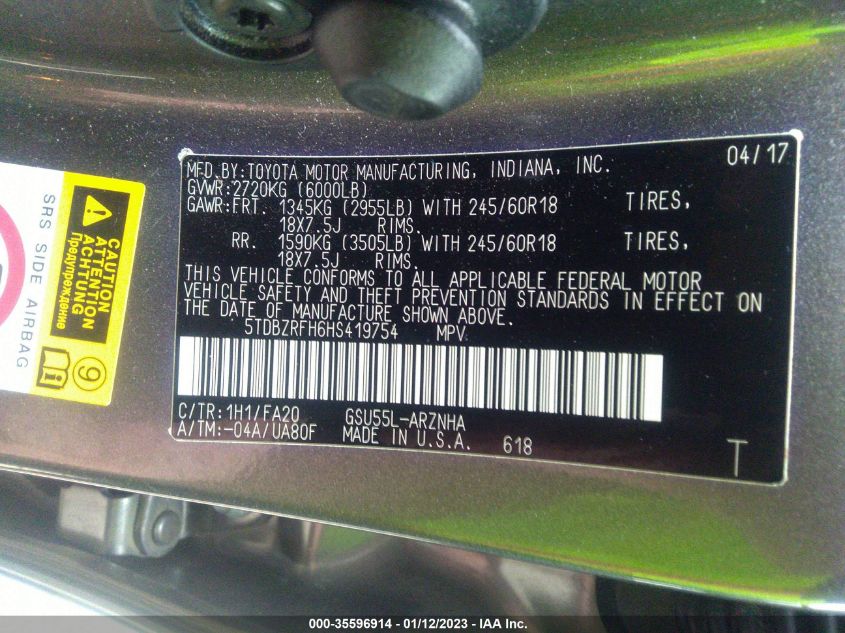 MFD.BY:TOYOTA MOTOR MANUFACTURING, INDIANA, INC. 04/17
GVWR:2720KG (6000LB)
GAWR:FRT. 1345KG (2955LB) WITH 245/60R18 TIRES,
18X7.5J RIMS.
RR. 1590KG (3505LB) WITH 245/60R18 TIRES,
18X7.5J RIMS.
THIS VEHICLE CONFORMS TO ALL APPLICABLE FEDERAL MOTOR
VEHICLE SAFETY AND THEFT PREVENTION STANDARDS IN EFFECT ON
THE DATE OF MANUFACTURE SHOWN ABOVE.
5TDBZRFH6HS419754 MPV
C/TR:1H1/FA20 GSU55L-ARZNHA
A/TM:-04A/UA80F MADE IN U.S.A. 618
T
SRS SIDE AIRBAG
CAUTION
ATTENTION
ACHTUNG
Предупреждение
9
000-35596914 - 01/12/2023 - IAA Inc.